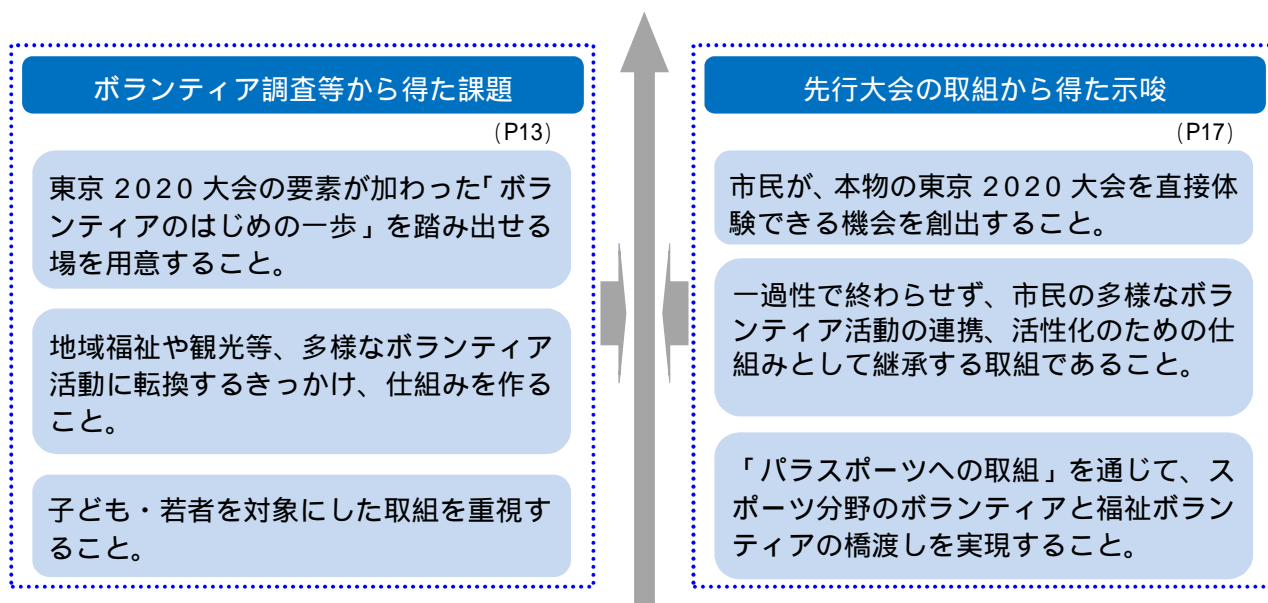 ボランティア調査等から得た課題
(P13)
東京 2020 大会の要素が加わった「ボラ
ンティアのはじめの一歩」を踏み出せる
場を用意すること。
地域福祉や観光等、多様なボランティア
活動に転換するきっかけ、仕組みを作る
こと。
子ども・若者を対象にした取組を重視す
ること。
先行大会の取組から得た示唆
(P17)
市民が、本物の東京 2020 大会を直接体
験できる機会を創出すること。
一過性で終わらせず、市民の多様なボラ
ンティア活動の連携、活性化のための仕
組みとして継承する取組であること。
「パラスポーツへの取組」を通じて、ス
ポーツ分野のボランティアと福祉ボラン
ティアの橋渡しを実現すること。